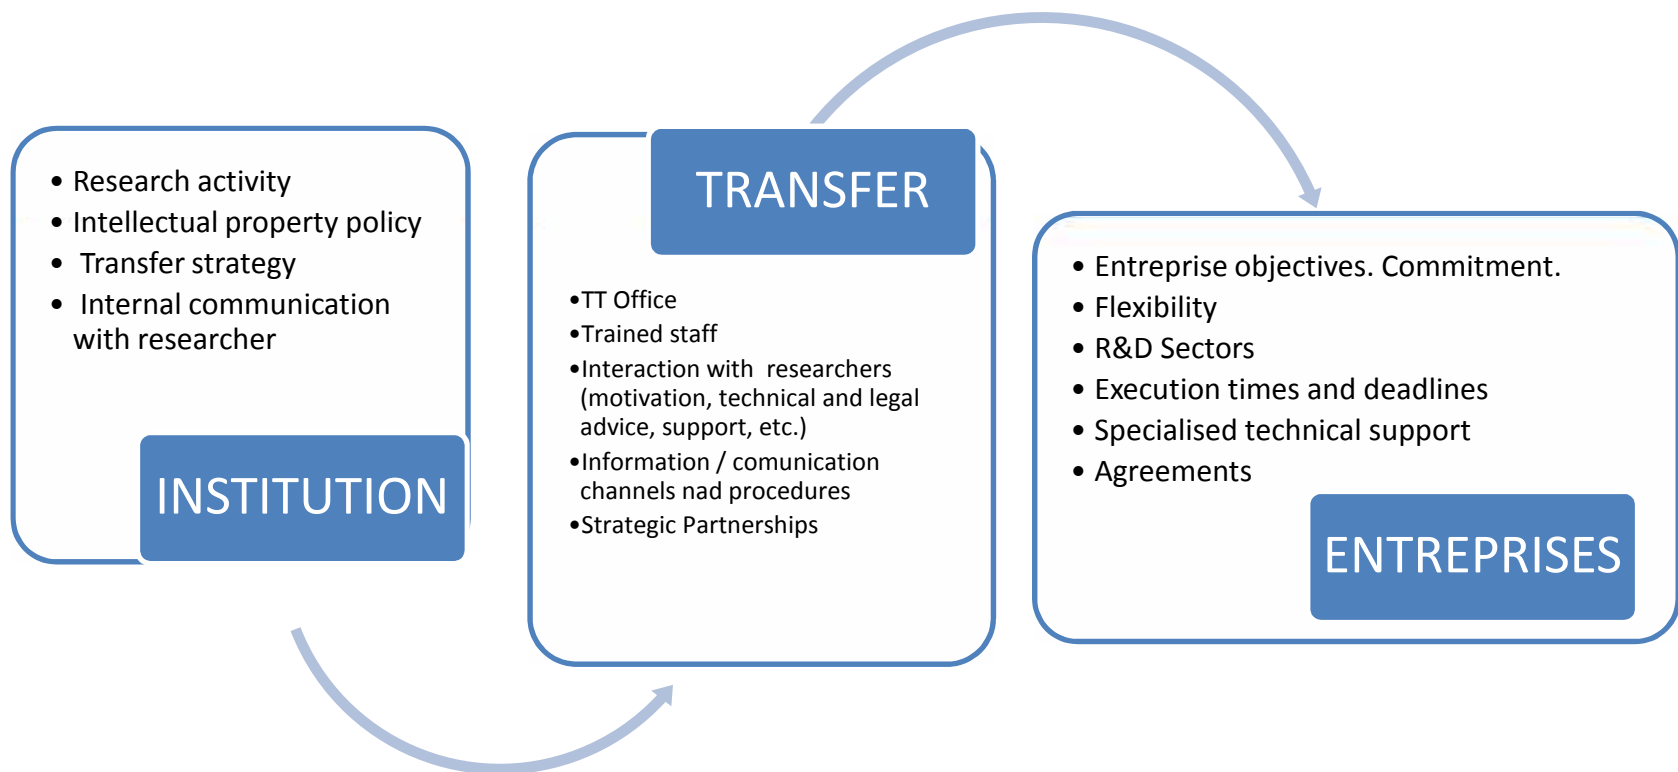 • Research activity
• Intellectual property policy
• Transfer strategy
• Internal communication
with researcher
INSTITUTION
TRANSFER
•TT Office
•Trained staff
•Interaction with researchers
(motivation, technical and legal
advice, support, etc.)
•Information / comunication
channels nad procedures
•Strategic Partnerships
• Entreprise objectives. Commitment.
• Flexibility
• R&D Sectors
• Execution times and deadlines
• Specialised technical support
• Agreements
ENTREPRISES